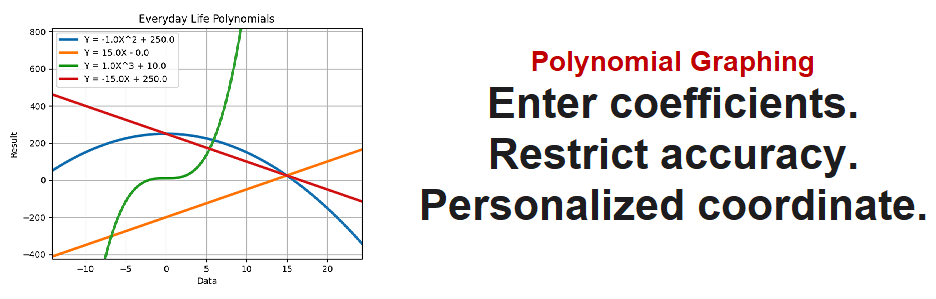 Everyday Life Polynomials
Y = -1.0X^2 + 250.0
Y = 15.0X - 0.0
Y = 1.0X^3 + 10.0
Y = -15.0X + 250.0
800
600
400
200
0
−200
−400
Result
−10
−5
0
5
10
15
20
Data
Polynomial Graphing
Enter coefficients.
Restrict accuracy.
Personalized coordinate.